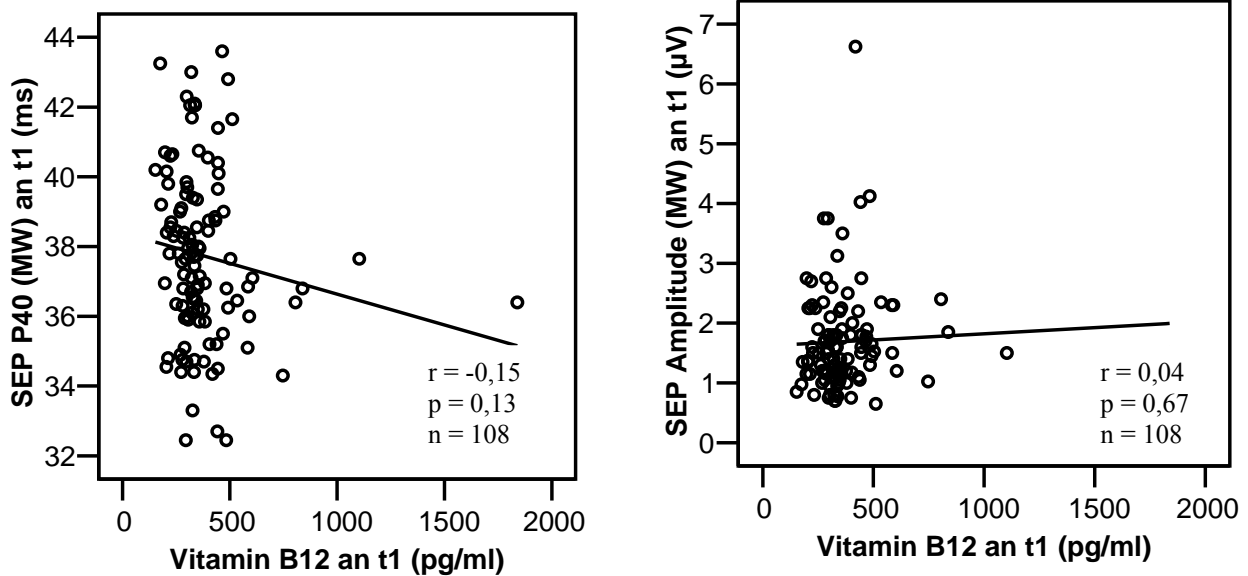 SEP P40 (MW) an t1 (ms)
44
42
40
38
36
34
32
r = -0,15
p = 0,13
n = 108
0 500 1000 1500 2000
Vitamin B12 an t1 (pg/ml)
SEP Amplitude (MW) an t1 (µV)
7
6
5
4
3
2
1
0
r = 0,04
p = 0,67
n = 108
0 500 1000 1500 2000
Vitamin B12 an t1 (pg/ml)